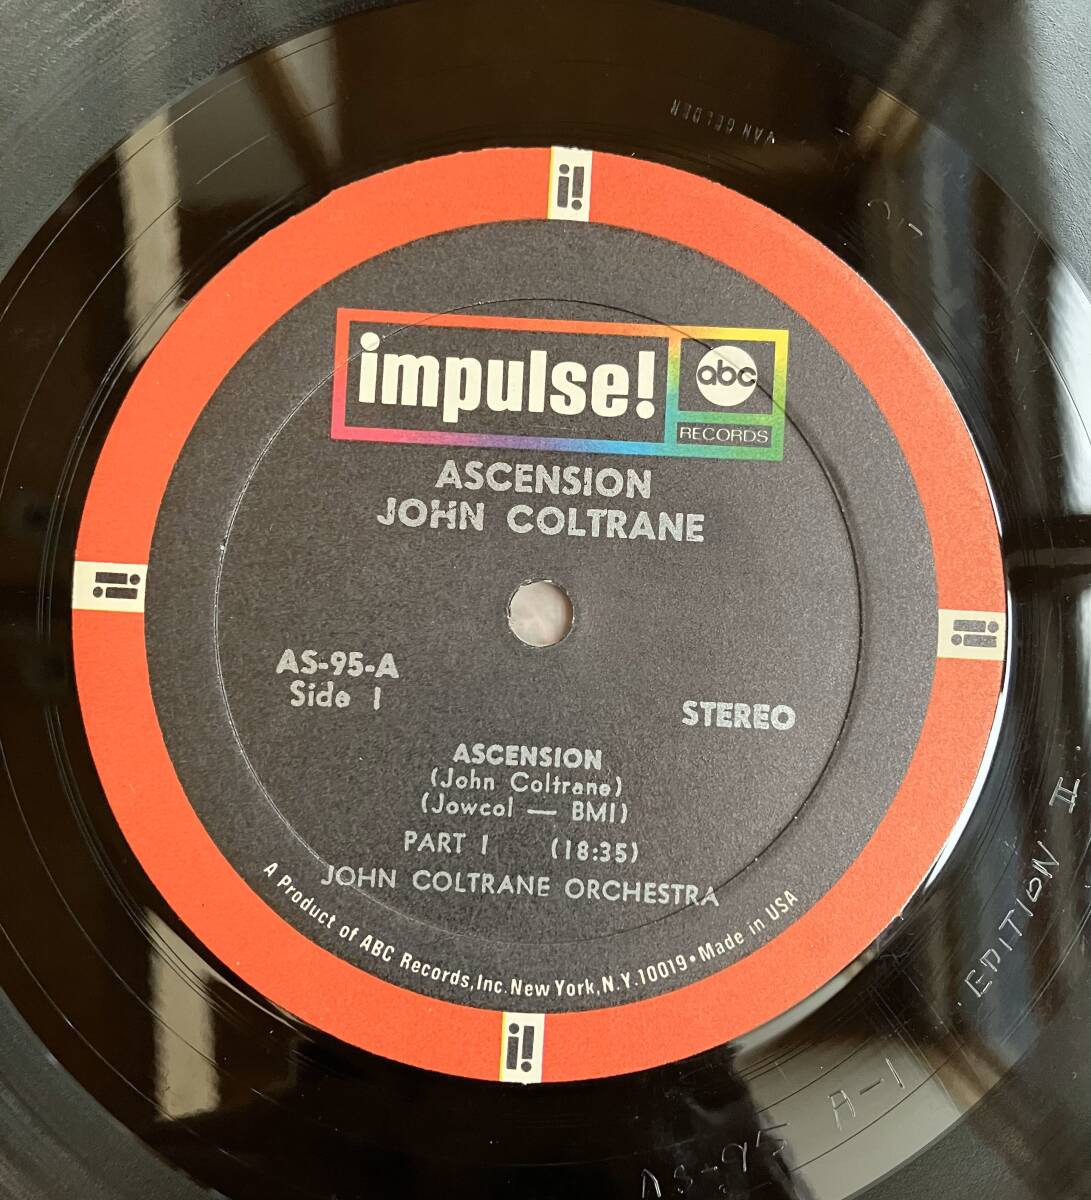 VAN GELDER
i!
impulse!
abc
RECORDS
ASCENSION
JOHN COLTRANE
i!
i!
AS-95-A
Side 1
STEREO
ASCENSION
(John Coltrane)
(Jowcol — BMI)
PART 1 (18:35)
JOHN COLTRANE ORCHESTRA
A Product of ABC Records, Inc. New York, N.Y. 10019 • Made in USA
i!
EDITION II
AS-95 A-1